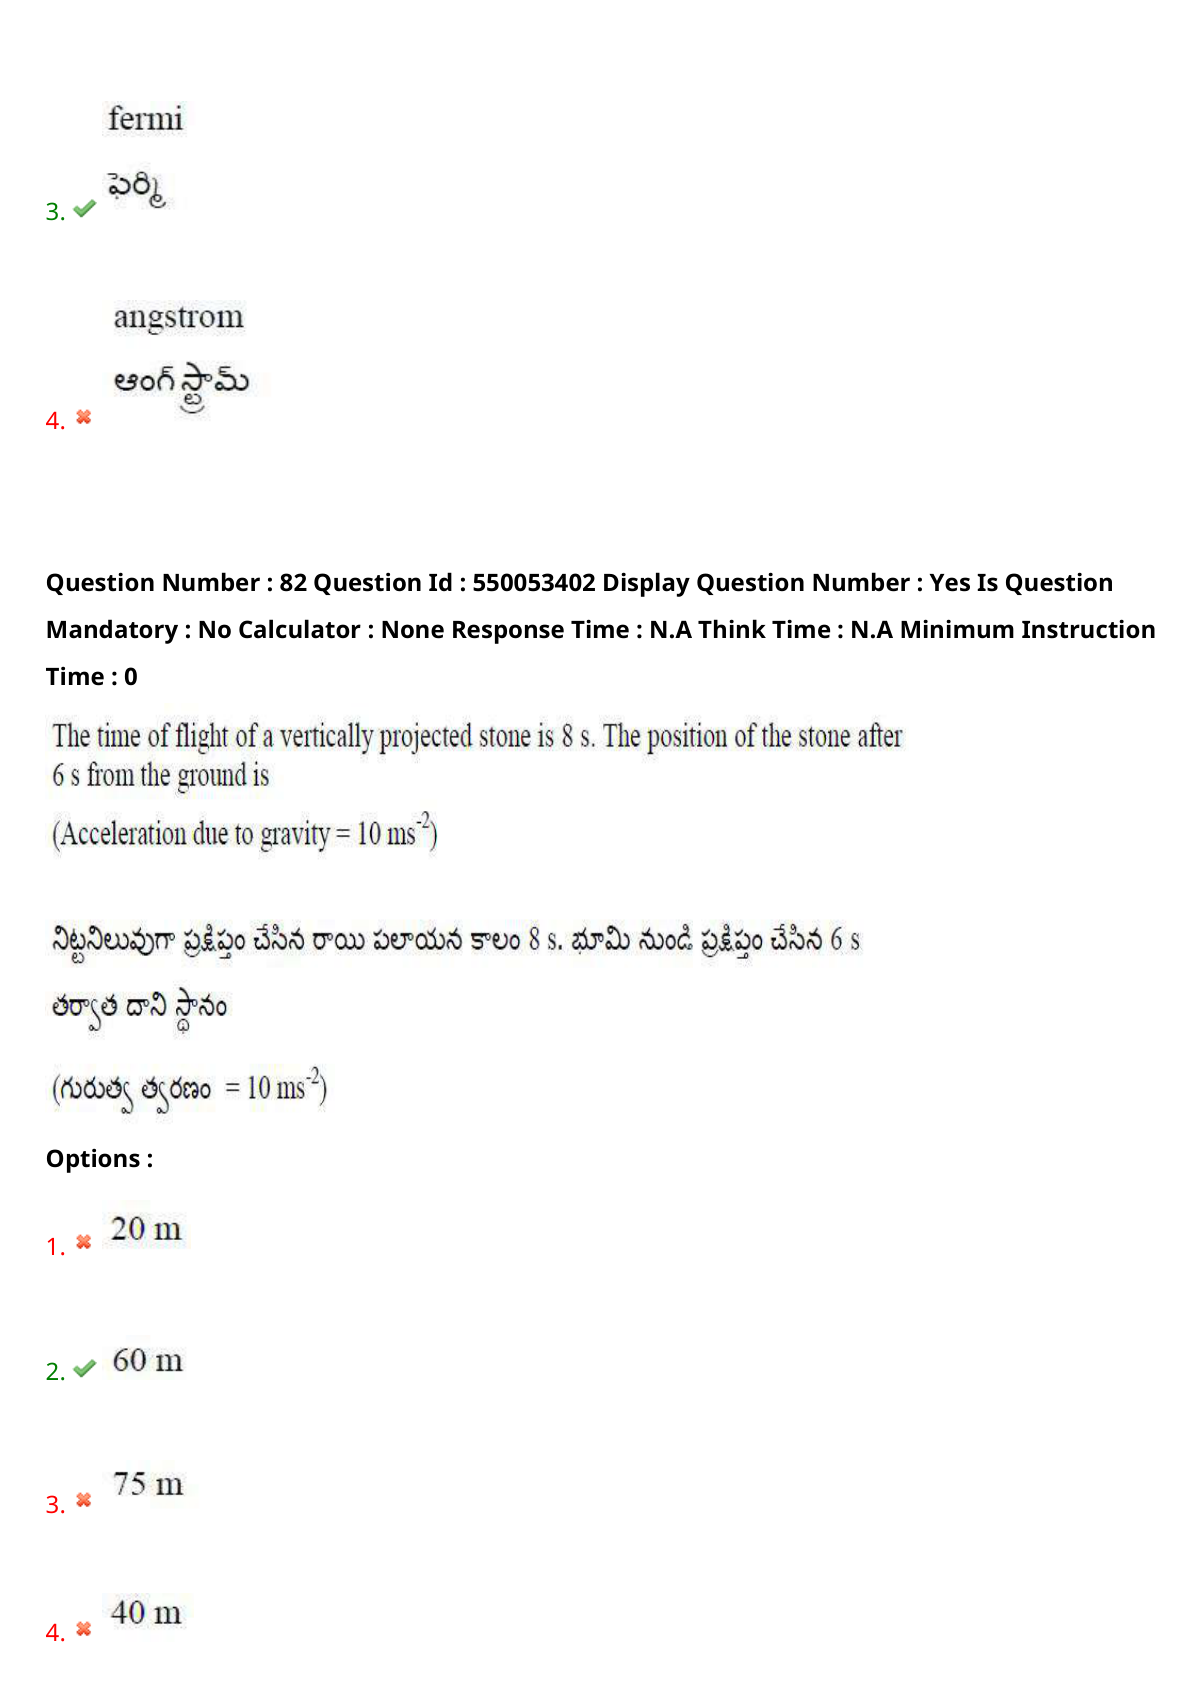 fermi
ఫెర్మి
3.
angstrom
ఆంగ్‌స్ట్రామ్
4.
Question Number : 82 Question Id : 550053402 Display Question Number : Yes Is Question
Mandatory : No Calculator : None Response Time : N.A Think Time : N.A Minimum Instruction
Time : 0
The time of flight of a vertically projected stone is 8 s. The position of the stone after
6 s from the ground is
(Acceleration due to gravity = 10 ms⁻²)
నిట్టనిలువుగా ప్రక్షిప్తం చేసిన రాయి పలాయన కాలం 8 s. భూమి నుండి ప్రక్షిప్తం చేసిన 6 s
తర్వాత దాని స్థానం
(గురుత్వ త్వరణం = 10 ms⁻²)
Options :
20 m
1.
60 m
2.
75 m
3.
40 m
4.